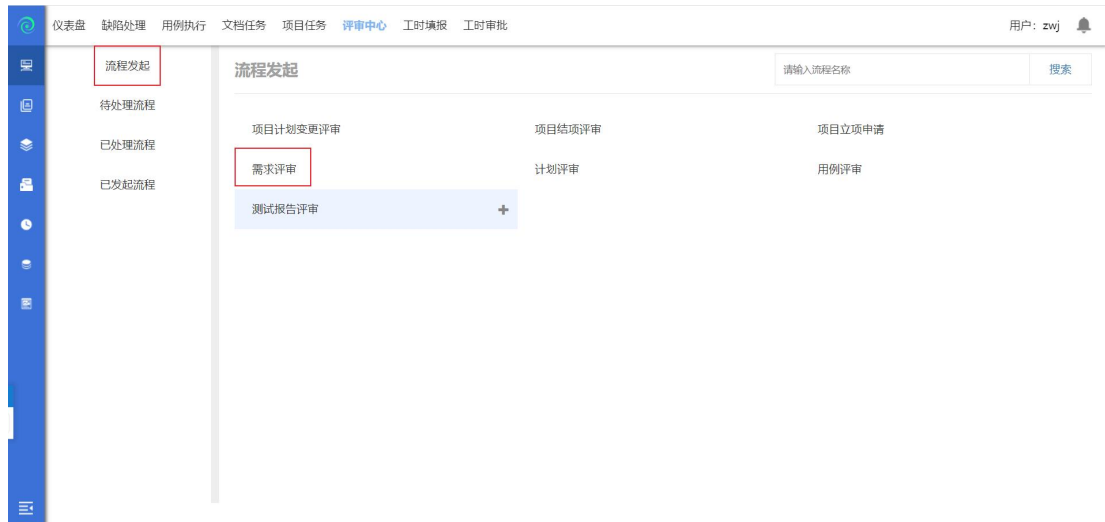 仪表盘 缺陷处理 用例执行 文档任务 项目任务 评审中心 工时填报 工时审批 用户：zwj
流程发起
待处理流程
已处理流程
已发起流程
流程发起 请输入流程名称 搜索
项目计划变更评审 项目结项评审 项目立项申请
需求评审 计划评审 用例评审
测试报告评审 +